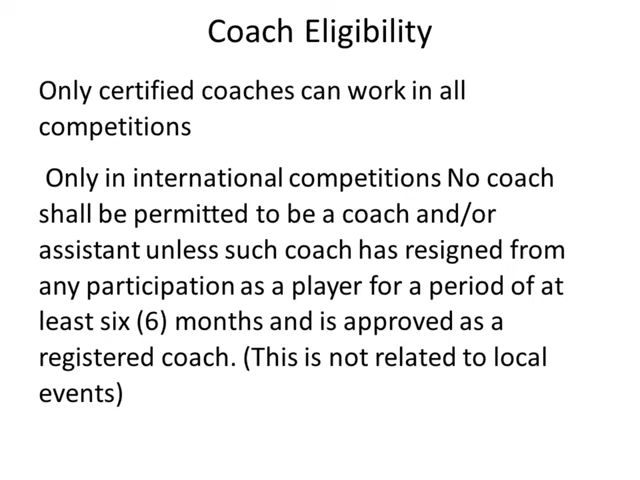 Coach Eligibility
Only certified coaches can work in all
competitions
Only in international competitions No coach
shall be permitted to be a coach and/or
assistant unless such coach has resigned from
any participation as a player for a period of at
least six (6) months and is approved as a
registered coach. (This is not related to local
events)